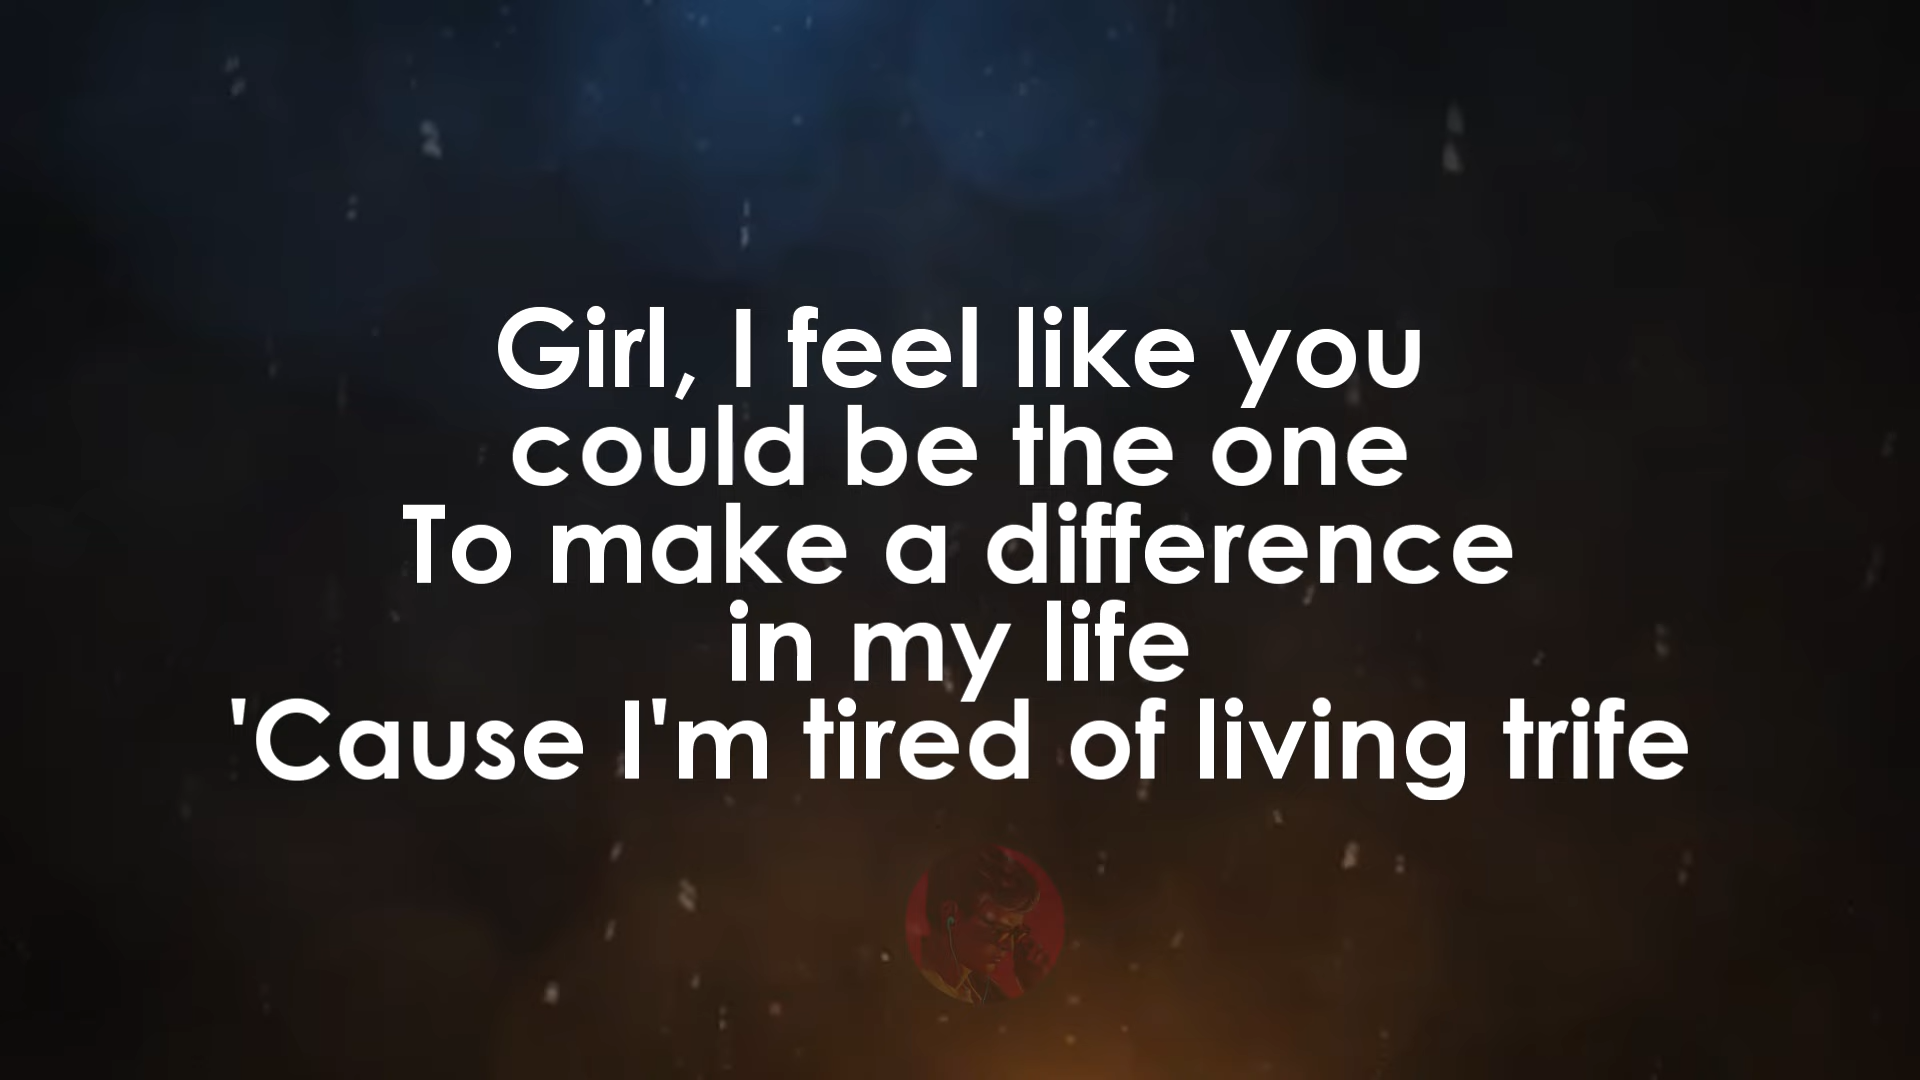 Girl, I feel like you
could be the one
To make a difference
in my life
'Cause I'm tired of living trife